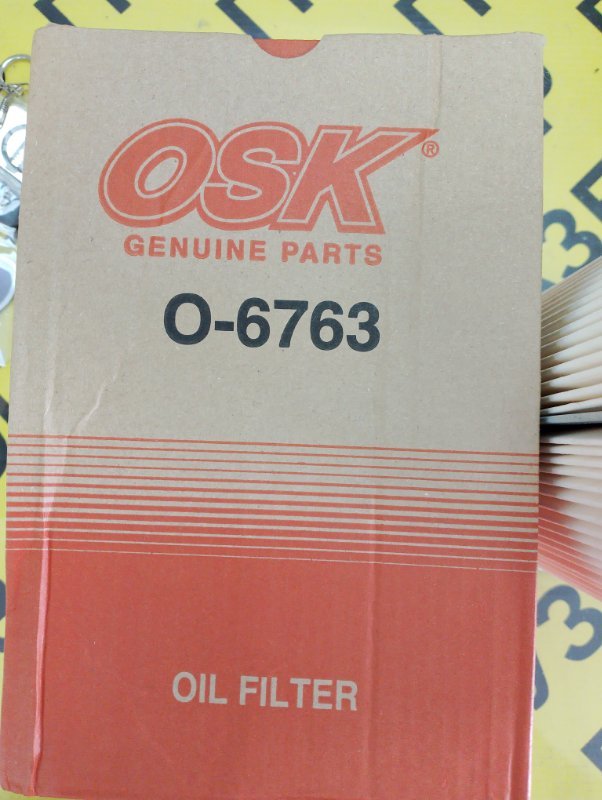 OSK®
GENUINE PARTS
O-6763
OIL FILTER